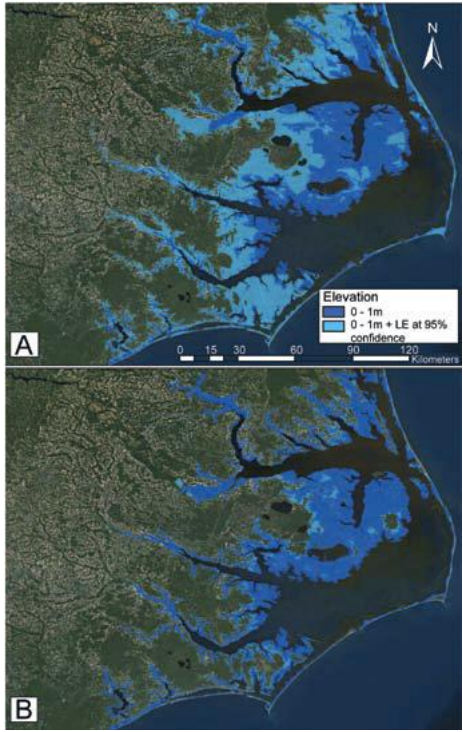 N
Elevation
0 - 1m
0 - 1m + LE at 95%
confidence
A
0 15 30 60 90 120
Kilometers
B